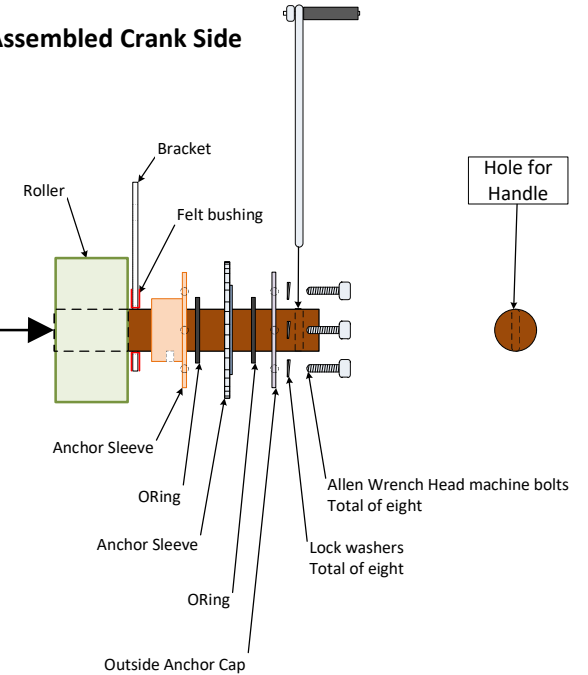 Assembled Crank Side
Bracket
Roller
Felt bushing
Hole for
Handle
Anchor Sleeve
ORing
Allen Wrench Head machine bolts
Total of eight
Anchor Sleeve
Lock washers
Total of eight
ORing
Outside Anchor Cap